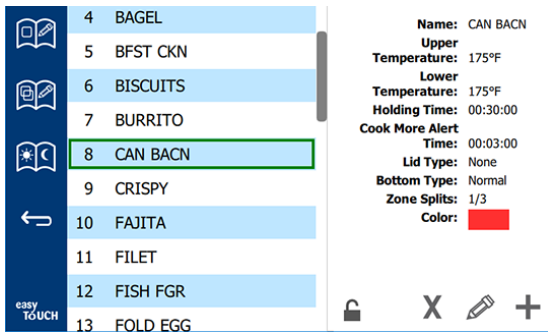 4 BAGEL
5 BFST CKN
6 BISCUITS
7 BURRITO
8 CAN BACN
9 CRISPY
10 FAJITA
11 FILET
12 FISH FGR
13 FOLD EGG
easy
TOUCH
Name: CAN BACN
Upper
Temperature: 175°F
Lower
Temperature: 175°F
Holding Time: 00:30:00
Cook More Alert
Time: 00:03:00
Lid Type: None
Bottom Type: Normal
Zone Splits: 1/3
Color:
X